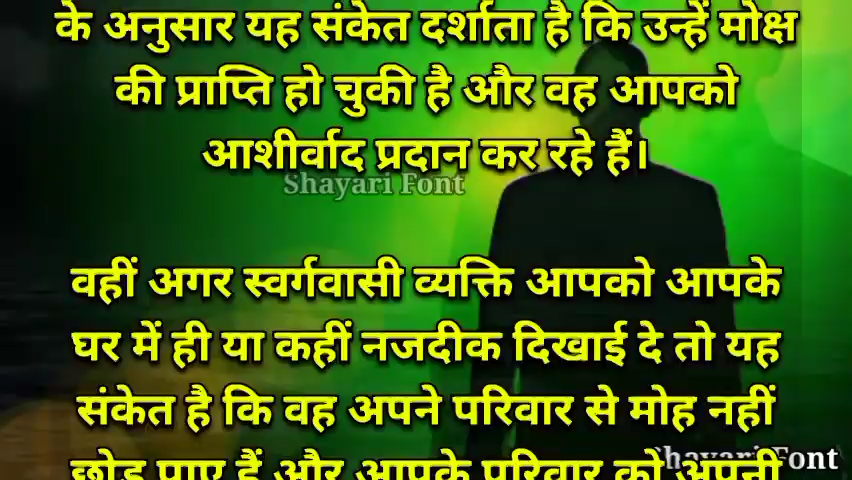 के अनुसार यह संकेत दर्शाता है कि उन्हें मोक्ष
की प्राप्ति हो चुकी है और वह आपको
आशीर्वाद प्रदान कर रहे हैं।
Shayari Font
वहीं अगर स्वर्गवासी व्यक्ति आपको आपके
घर में ही या कहीं नजदीक दिखाई दे तो यह
संकेत है कि वह अपने परिवार से मोह नहीं
छोड़ पाए हैं और आपके परिवार को अपनी
Shayari Font